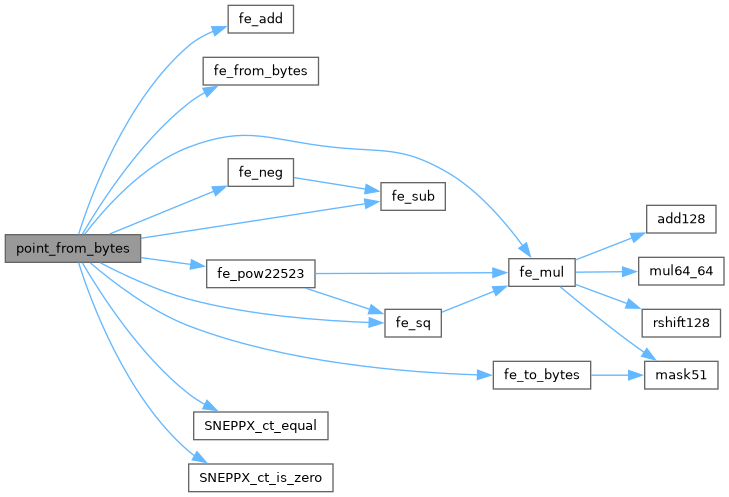 fe_add
fe_from_bytes
fe_neg
fe_sub
add128
point_from_bytes
mul64_64
fe_pow22523
fe_mul
rshift128
fe_sq
fe_to_bytes
mask51
SNEPPX_ct_equal
SNEPPX_ct_is_zero